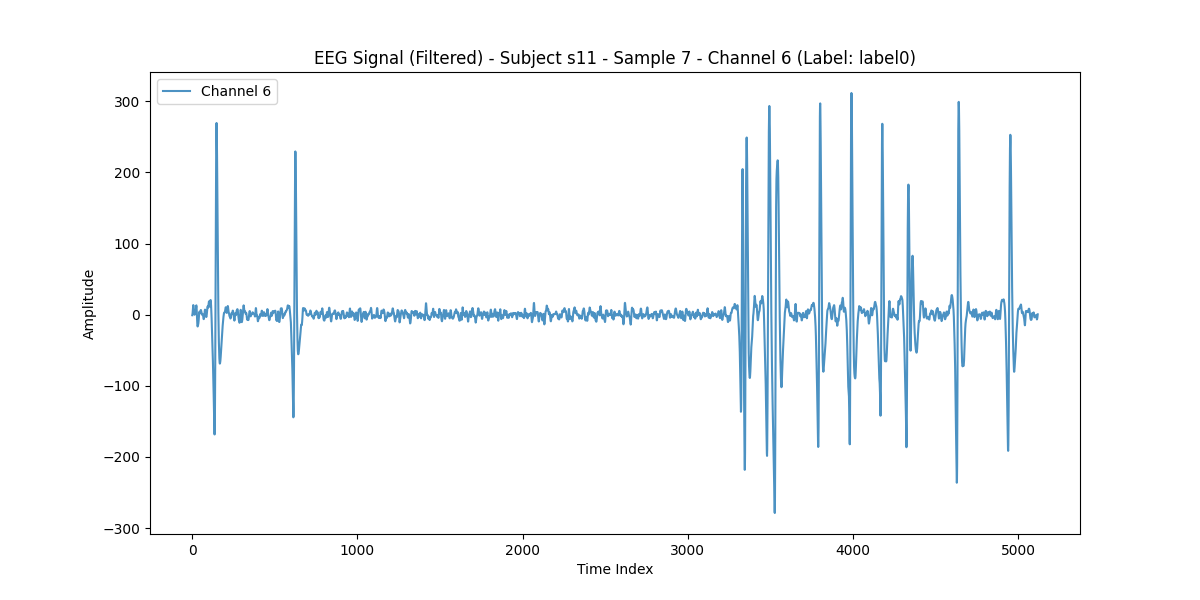 EEG Signal (Filtered) - Subject s11 - Sample 7 - Channel 6 (Label: label0)
Channel 6
300
200
100
0
−100
−200
−300
Amplitude
0 1000 2000 3000 4000 5000
Time Index